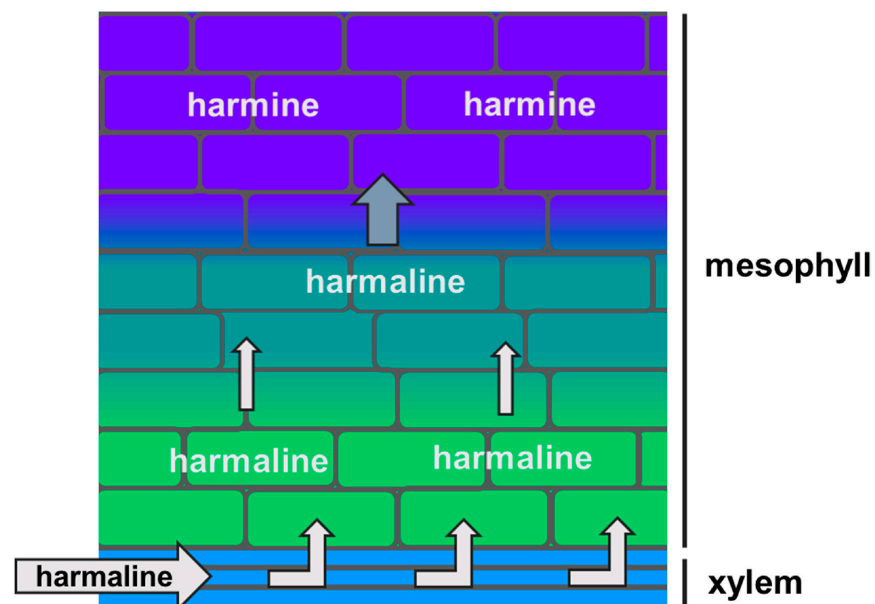 harmine harmine
harmaline
mesophyll
harmaline harmaline
harmaline
xylem